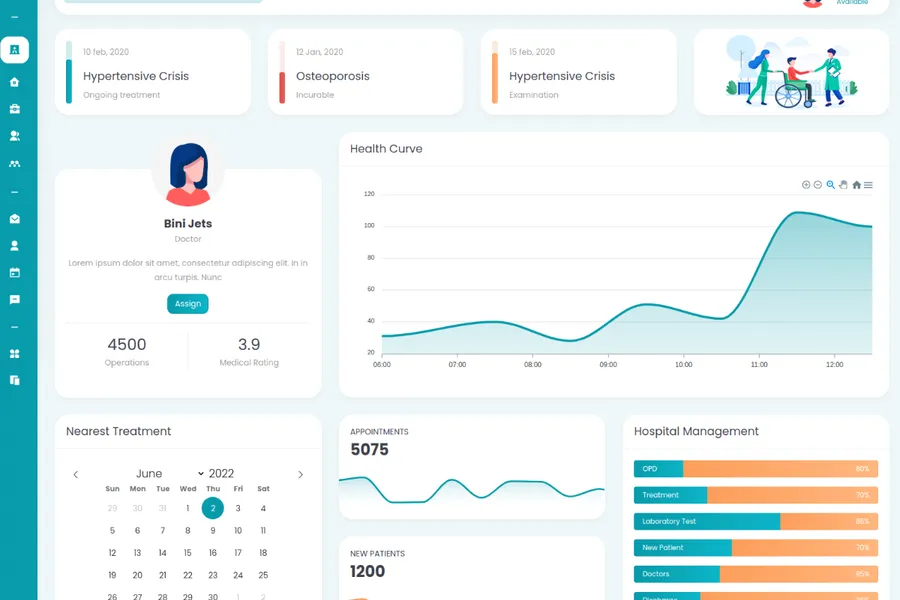 Available
10 feb, 2020
Hypertensive Crisis
Ongoing treatment
12 Jan, 2020
Osteoporosis
Incurable
15 feb, 2020
Hypertensive Crisis
Examination
Bini Jets
Doctor
Lorem ipsum dolor sit amet, consectetur adipiscing elit. in in
arcu turpis. Nunc
Assign
4500
Operations
3.9
Medical Rating
Health Curve
120
100
80
60
40
20
06:00 07:00 08:00 09:00 10:00 11:00 12:00
Nearest Treatment
June 2022
Sun Mon Tue Wed Thu Fri Sat
29 30 31 1 2 3 4
5 6 7 8 9 10 11
12 13 14 15 16 17 18
19 20 21 22 23 24 25
26 27 28 29 30 1 2
APPOINTMENTS
5075
NEW PATIENTS
1200
Hospital Management
OPD 80%
Treatment 70%
Laboratory Test 85%
New Patient 70%
Doctors 95%